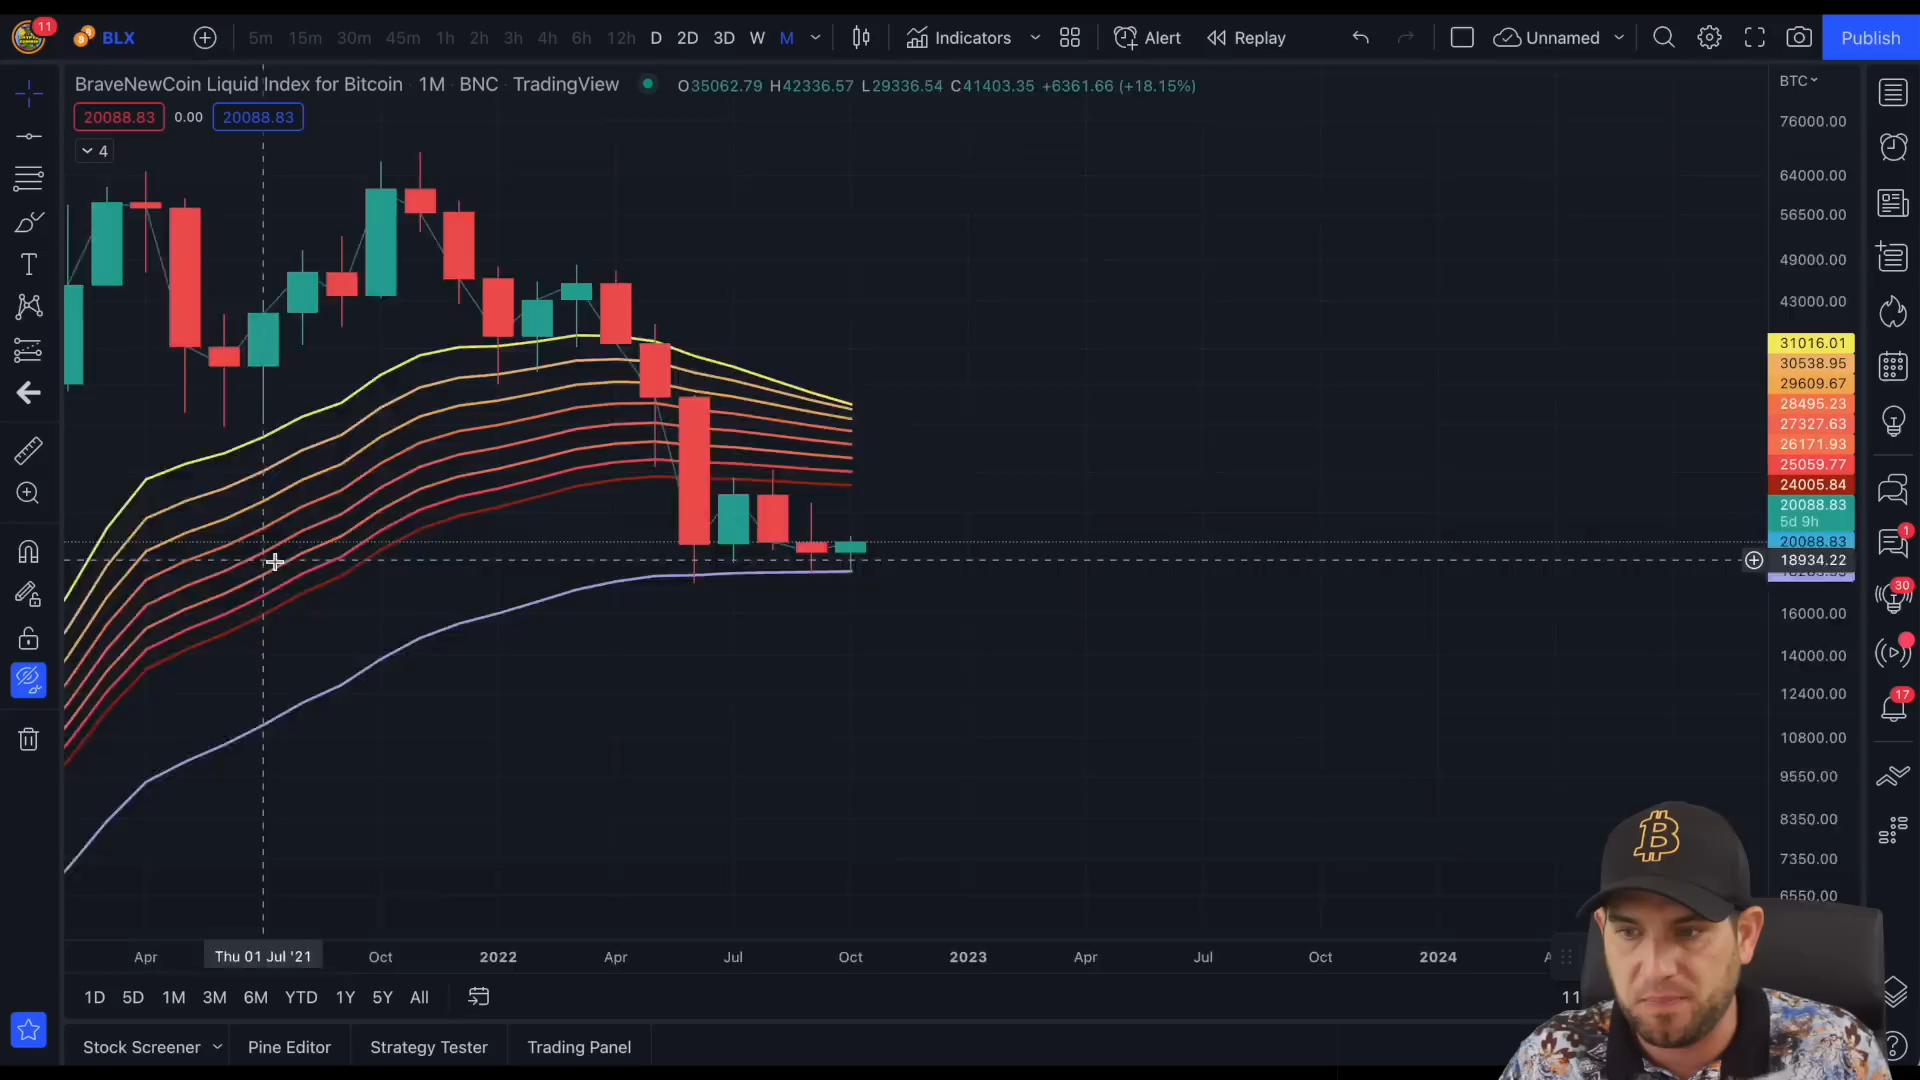 11
BLX
5m 15m 30m 45m 1h 2h 3h 4h 6h 12h D 2D 3D W M
Indicators
Alert
Replay
Unnamed
Publish
BraveNewCoin Liquid Index for Bitcoin · 1M · BNC · TradingView
O35062.79 H42336.57 L29336.54 C41403.35 +6361.66 (+18.15%)
20088.83 0.00 20088.83
4
BTC
76000.00
64000.00
56500.00
49000.00
43000.00
31016.01
30538.95
29609.67
28495.23
27327.63
26171.93
25059.77
24005.84
20088.83
5d 9h
20088.83
18934.22
16000.00
14000.00
12400.00
10800.00
9550.00
8350.00
7350.00
6550.00
1
30
17
Apr Thu 01 Jul '21 Oct 2022 Apr Jul Oct 2023 Apr Jul Oct 2024
1D 5D 1M 3M 6M YTD 1Y 5Y All
11
Stock Screener Pine Editor Strategy Tester Trading Panel